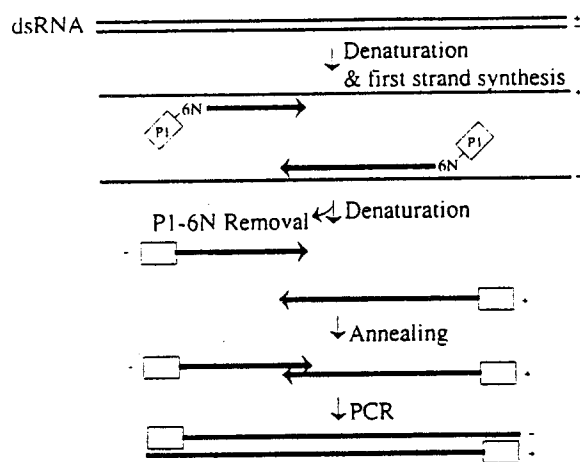 dsRNA +
-
Denaturation
& first strand synthesis
+
6N
P1
P1
6N
-
P1-6N Removal Denaturation
-
+
Annealing
-
+
PCR
-
+